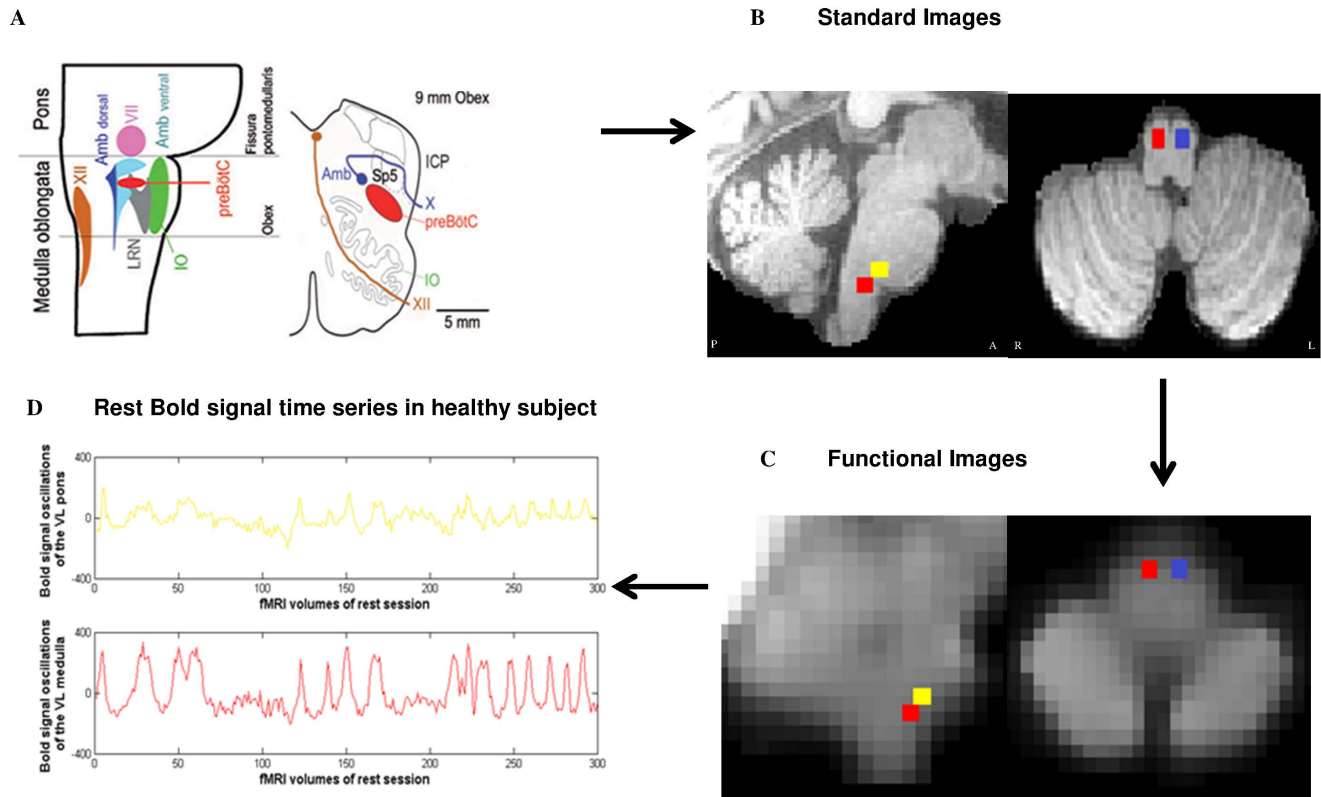 A
Pons
Medulla oblongata
XII
Amb dorsal
VII
Amb ventral
Fissura
pontomedullaris
preBötC
Obex
LRN
IO
9 mm Obex
ICP
Amb
Sp5
X
preBötC
IO
XII
5 mm
B Standard Images
P
A
R
L
C Functional Images
D Rest Bold signal time series in healthy subject
Bold signal oscillations
of the VL pons
400
0
-400
0 50 100 150 200 250 300
fMRI volumes of rest session
Bold signal oscillations
of the VL medulla
400
0
-400
0 50 100 150 200 250 300
fMRI volumes of rest session